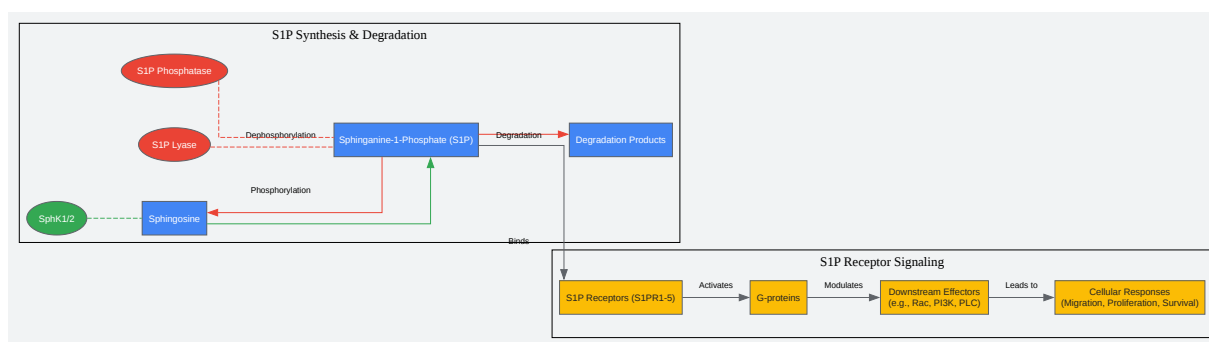 S1P Synthesis & Degradation
S1P Phosphatase
Dephosphorylation
Sphinganine-1-Phosphate (S1P)
Degradation
Degradation Products
S1P Lyase
Phosphorylation
SphK1/2
Sphingosine
Binds
S1P Receptor Signaling
S1P Receptors (S1PR1-5)
Activates
G-proteins
Modulates
Downstream Effectors
(e.g., Rac, PI3K, PLC)
Leads to
Cellular Responses
(Migration, Proliferation, Survival)